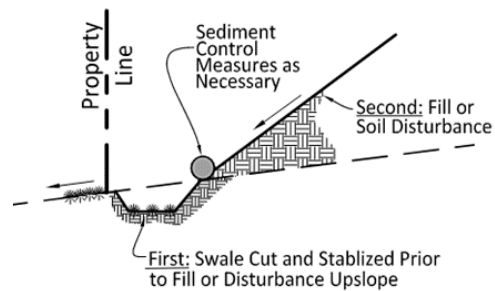 Property
Line
Sediment
Control
Measures as
Necessary
Second: Fill or
Soil Disturbance
First: Swale Cut and Stablized Prior
to Fill or Disturbance Upslope